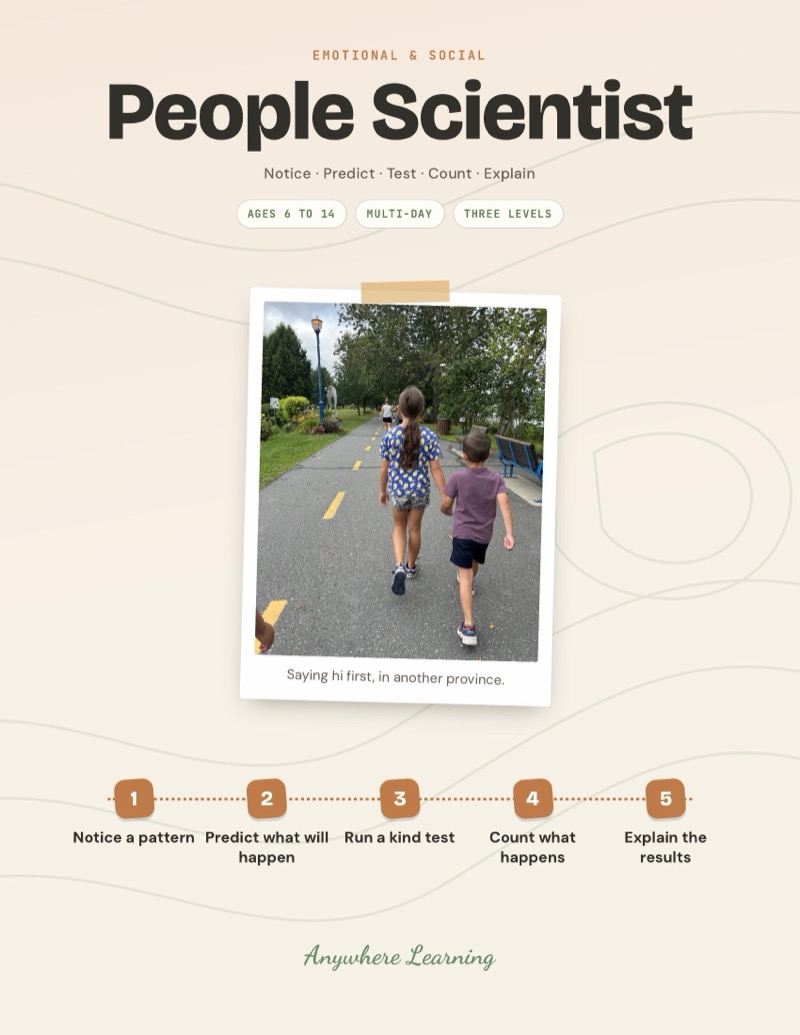 EMOTIONAL & SOCIAL
People Scientist
Notice · Predict · Test · Count · Explain
AGES 6 TO 14
MULTI-DAY
THREE LEVELS
Saying hi first, in another province.
1
Notice a pattern
2
Predict what will
happen
3
Run a kind test
4
Count what
happens
5
Explain the
results
Anywhere Learning